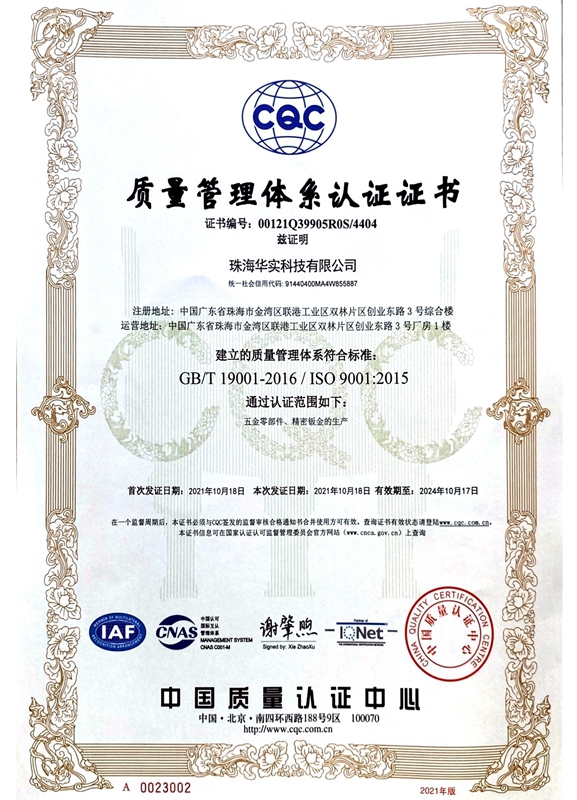 CQC
质量管理体系认证证书
证书编号：00121Q39905R0S/4404
兹证明
珠海华实科技有限公司
统一社会信用代码：91440400MA4W855887
注册地址：中国广东省珠海市金湾区联港工业区双林片区创业东路 3 号综合楼
运营地址：中国广东省珠海市金湾区联港工业区双林片区创业东路 3 号厂房 1 楼
建立的质量管理体系符合标准：
GB/T 19001-2016 / ISO 9001:2015
通过认证范围如下：
五金零部件、精密钣金的生产
首次发证日期：2021年10月18日 本次发证日期：2021年10月18日 有效期至：2024年10月17日
在一个监督周期后，本证书必须与CQC签发的监督审核合格通知书合并使用方可有效。查询证书有效状态请登陆www.cqc.com.cn。
本证书信息可在国家认证认可监督管理委员会官方网站（www.cnca.gov.cn）上查询
MEMBER OF MULTILATERAL
IAF
RECOGNITION ARRANGEMENT
CNAS
中国认可
国际互认
管理体系
MANAGEMENT SYSTEM
CNAS C001-M
谢肇煦
Signed by: Xie ZhaoXu
Partner of
IQNet
THE INTERNATIONAL CERTIFICATION NETWORK
CHINA QUALITY CERTIFICATION CENTRE
中国质量认证中心
中国质量认证中心
中国·北京·南四环西路188号9区 100070
http://www.cqc.com.cn
A 0023002
2021年版